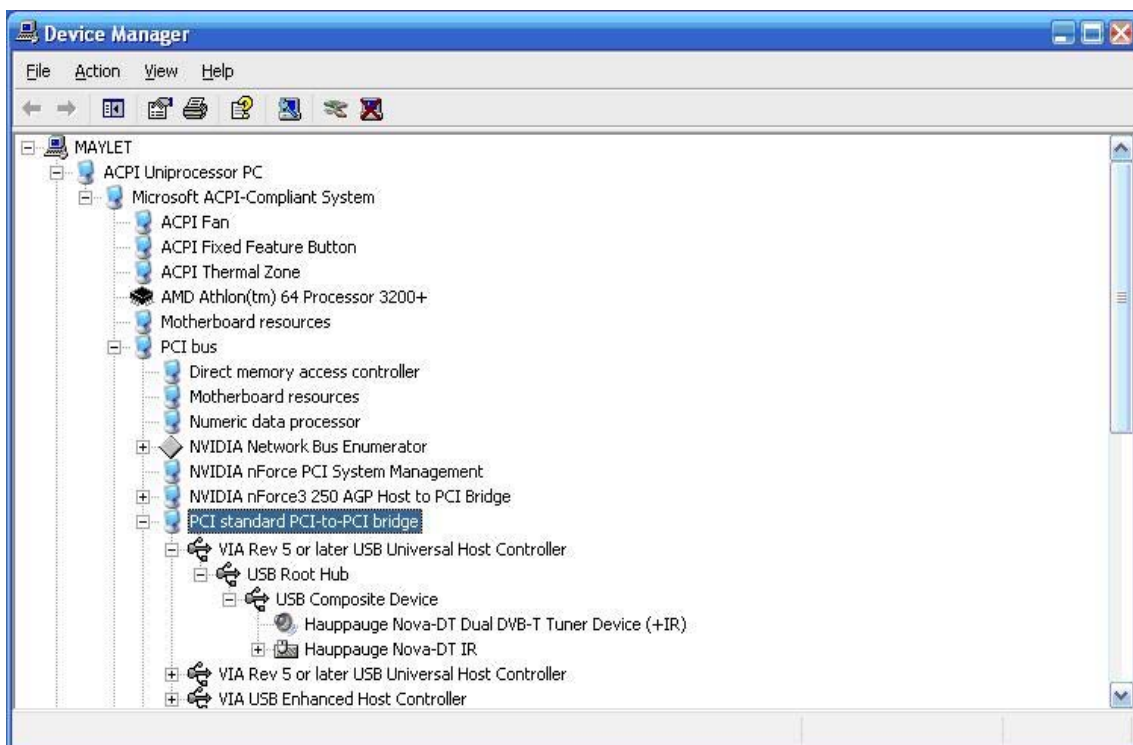 Device Manager
File Action View Help
MAYLET
ACPI Uniprocessor PC
Microsoft ACPI-Compliant System
ACPI Fan
ACPI Fixed Feature Button
ACPI Thermal Zone
AMD Athlon(tm) 64 Processor 3200+
Motherboard resources
PCI bus
Direct memory access controller
Motherboard resources
Numeric data processor
NVIDIA Network Bus Enumerator
NVIDIA nForce PCI System Management
NVIDIA nForce3 250 AGP Host to PCI Bridge
PCI standard PCI-to-PCI bridge
VIA Rev 5 or later USB Universal Host Controller
USB Root Hub
USB Composite Device
Hauppauge Nova-DT Dual DVB-T Tuner Device (+IR)
Hauppauge Nova-DT IR
VIA Rev 5 or later USB Universal Host Controller
VIA USB Enhanced Host Controller